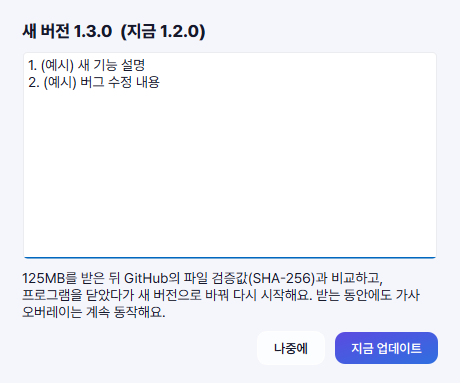 새 버전 1.3.0 (지금 1.2.0)
1. (예시) 새 기능 설명
2. (예시) 버그 수정 내용
125MB를 받은 뒤 GitHub의 파일 검증값(SHA-256)과 비교하고,
프로그램을 닫았다가 새 버전으로 바꿔 다시 시작해요. 받는 동안에도 가사
오버레이는 계속 동작해요.
나중에
지금 업데이트